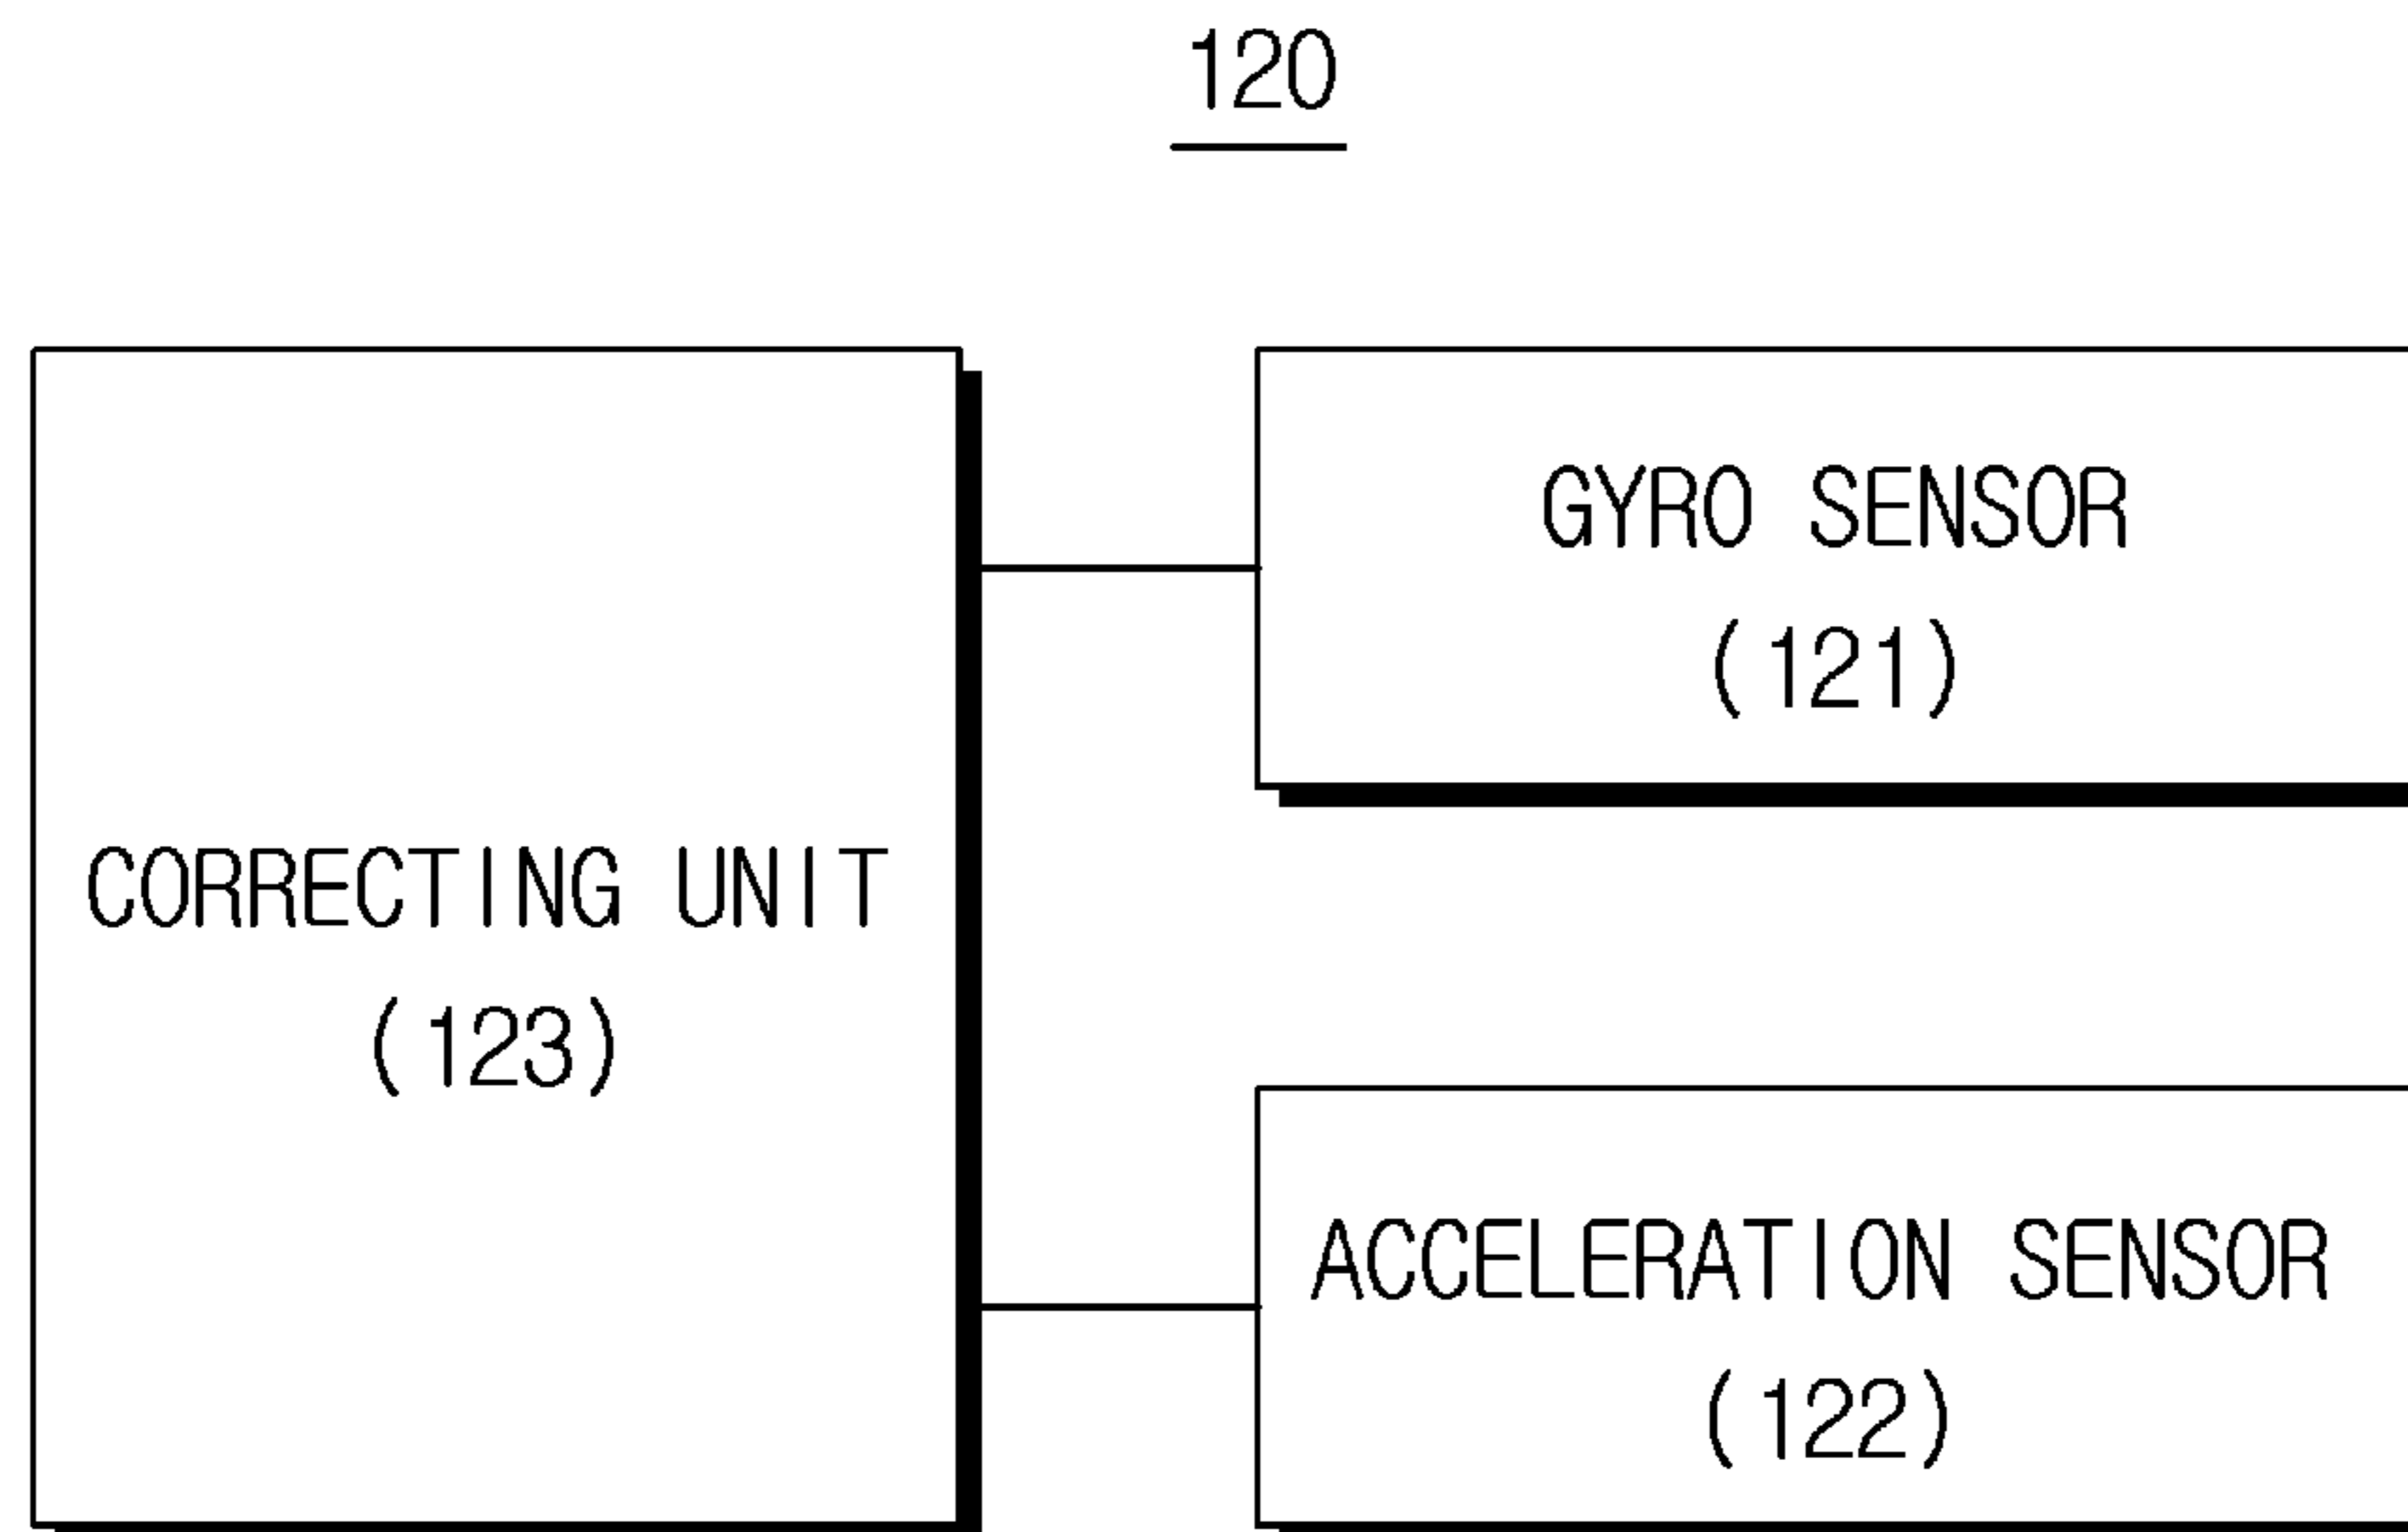 120
CORRECTING UNIT
(123)
GYRO SENSOR
(121)
ACCELERATION SENSOR
(122)